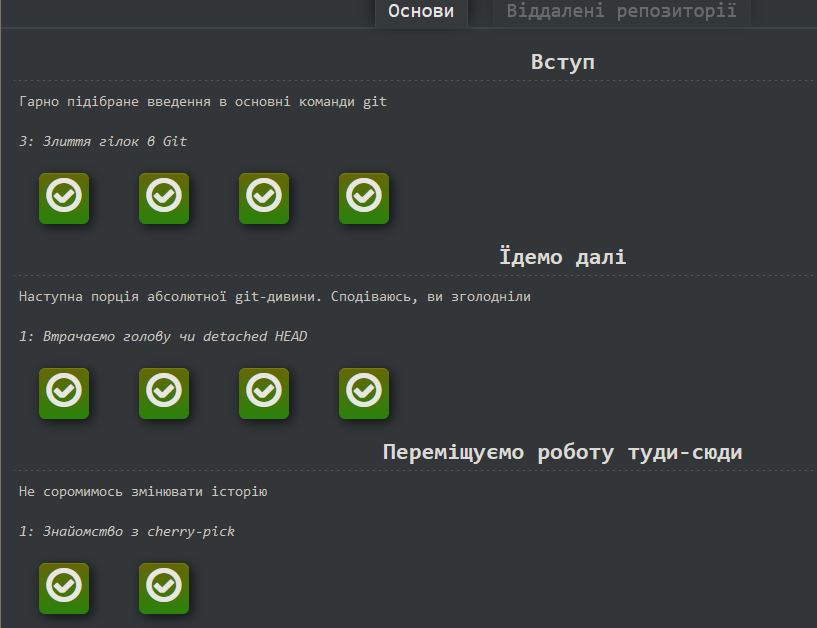 Основи Віддалені репозиторії
Вступ
Гарно підібране введення в основні команди git
3: Злиття гілок в Git
Їдемо далі
Наступна порція абсолютної git-дивини. Сподіваюсь, ви зголодніли
1: Втрачаємо голову чи detached HEAD
Переміщуємо роботу туди-сюди
Не соромимось змінювати історію
1: Знайомство з cherry-pick